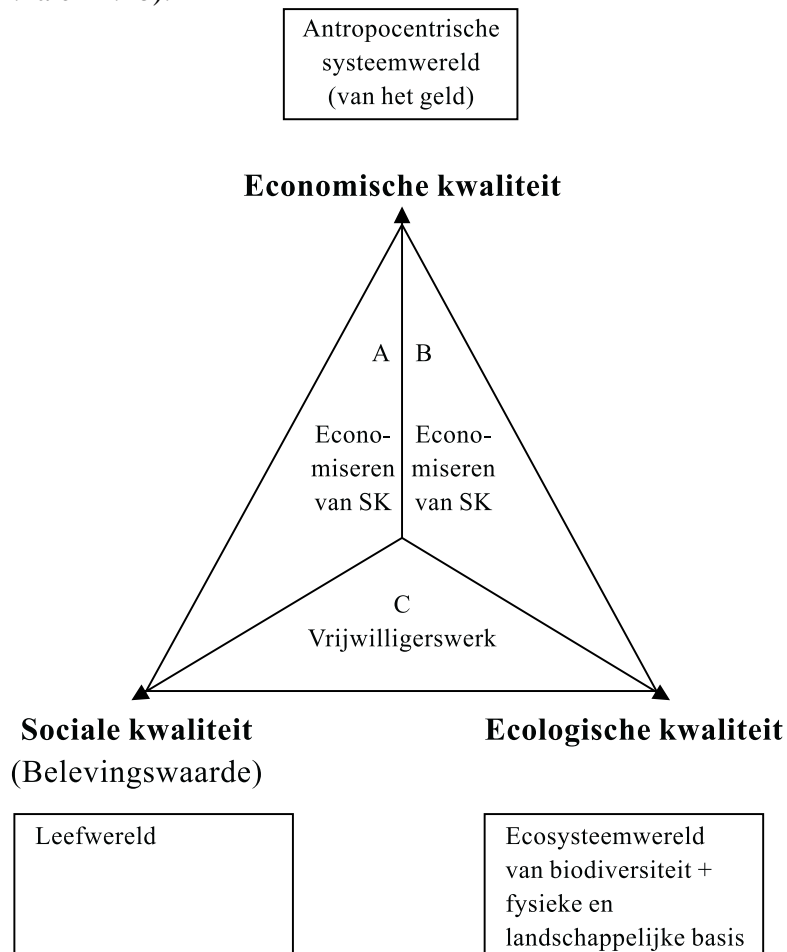 Antropocentrische
systeemwereld
(van het geld)
Economische kwaliteit
A B
Econo-
miseren
van SK
Econo-
miseren
van SK
C
Vrijwilligerswerk
Sociale kwaliteit
(Belevingswaarde)
Ecologische kwaliteit
Leefwereld
Ecosysteemwereld
van biodiversiteit +
fysieke en
landschappelijke basis